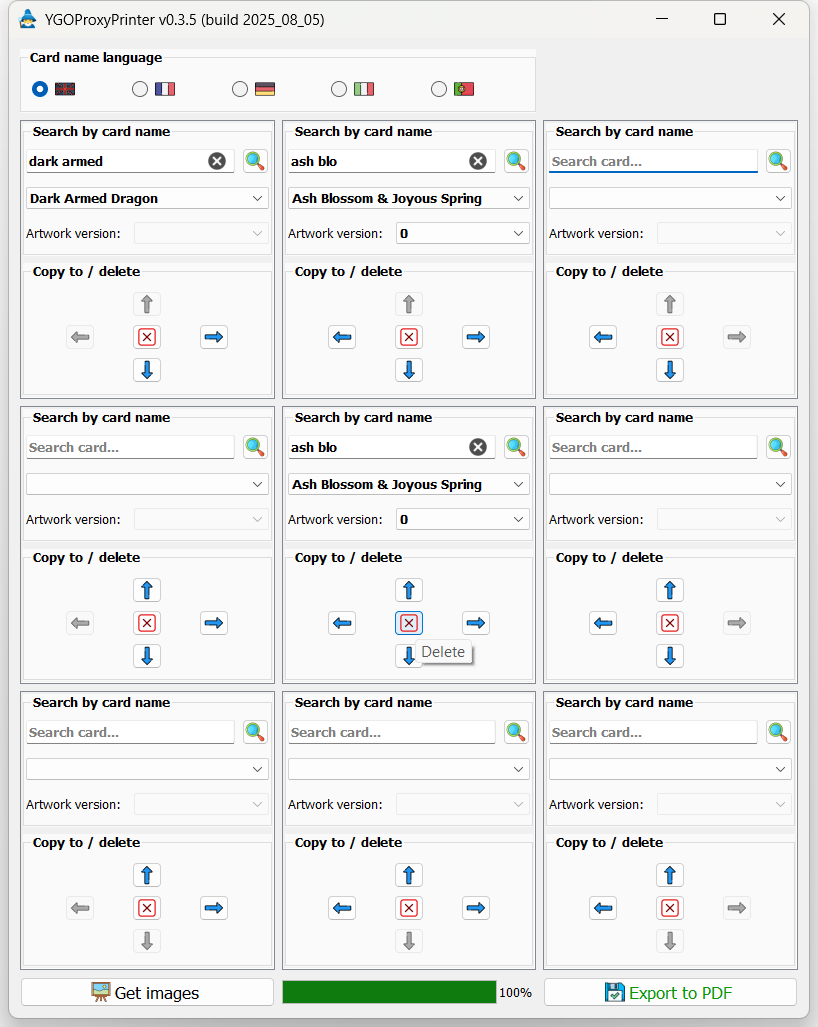 YGOProxyPrinter v0.3.5 (build 2025_08_05)
Card name language
Search by card name
Search by card name
Search by card name
dark armed
ash blo
Search card...
Dark Armed Dragon
Ash Blossom & Joyous Spring
Artwork version:
Artwork version:
0
Artwork version:
Copy to / delete
Copy to / delete
Copy to / delete
Search by card name
Search by card name
Search by card name
Search card...
ash blo
Search card...
Ash Blossom & Joyous Spring
Artwork version:
Artwork version:
0
Artwork version:
Copy to / delete
Copy to / delete
Copy to / delete
Delete
Search by card name
Search by card name
Search by card name
Search card...
Search card...
Search card...
Artwork version:
Artwork version:
Artwork version:
Copy to / delete
Copy to / delete
Copy to / delete
Get images
100%
Export to PDF